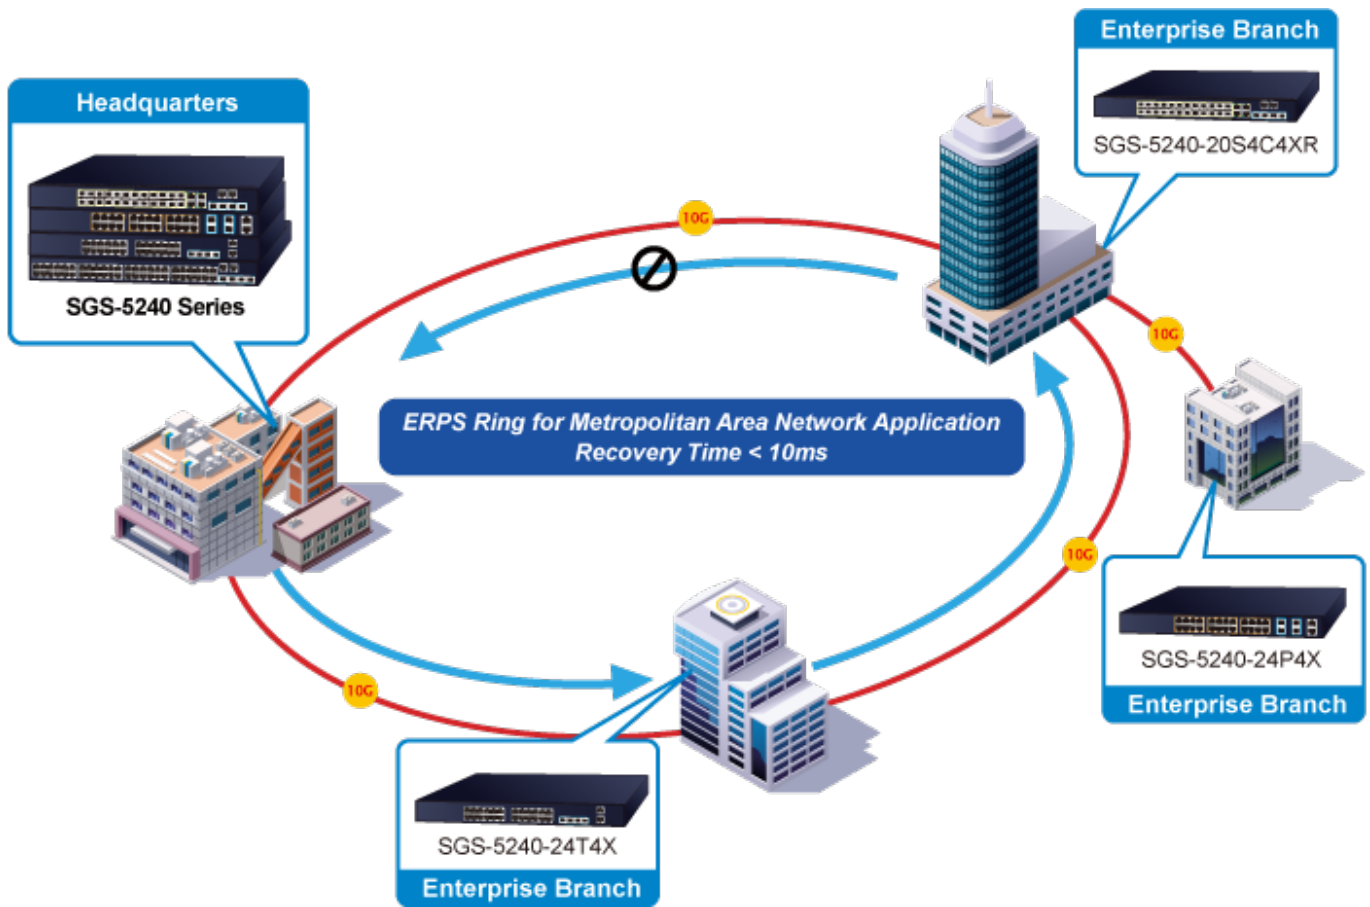 Enterprise Branch
SGS-5240-20S4C4XR
Headquarters
SGS-5240 Series
10G
10G
ERPS Ring for Metropolitan Area Network Application
Recovery Time < 10ms
10G
10G
SGS-5240-24P4X
Enterprise Branch
SGS-5240-24T4X
Enterprise Branch